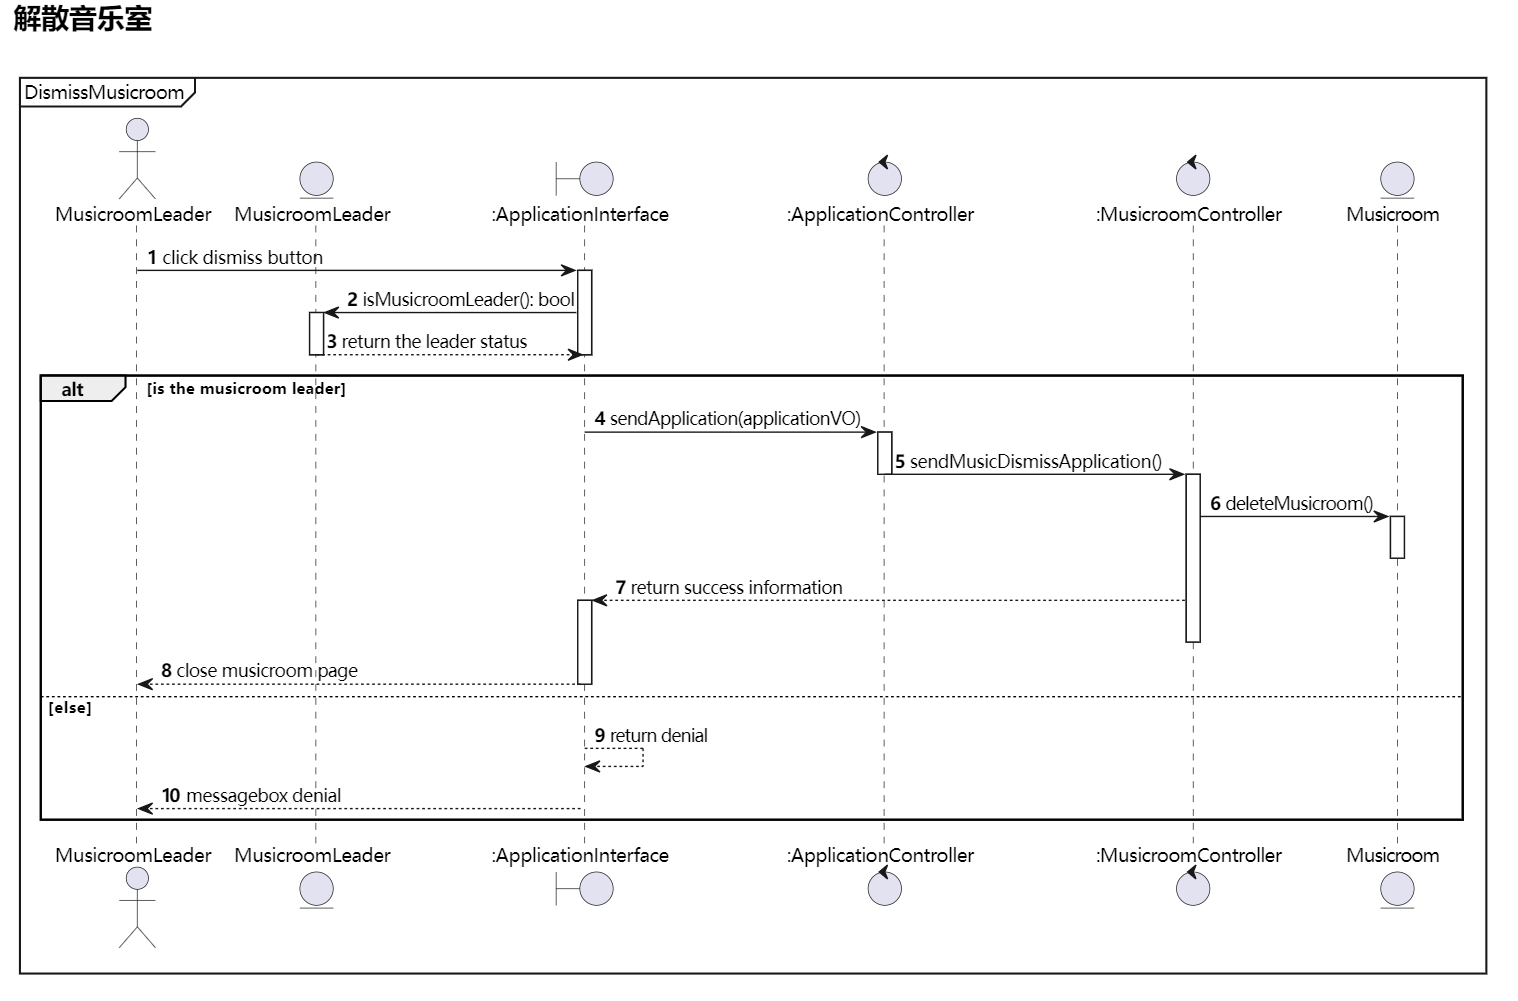 解散音乐室
DismissMusicroom
MusicroomLeader MusicroomLeader :ApplicationInterface :ApplicationController :MusicroomController Musicroom
1 click dismiss button
2 isMusicroomLeader(): bool
3 return the leader status
alt [is the musicroom leader]
4 sendApplication(applicationVO)
5 sendMusicDismissApplication()
6 deleteMusicroom()
7 return success information
8 close musicroom page
[else]
9 return denial
10 messagebox denial
MusicroomLeader MusicroomLeader :ApplicationInterface :ApplicationController :MusicroomController Musicroom